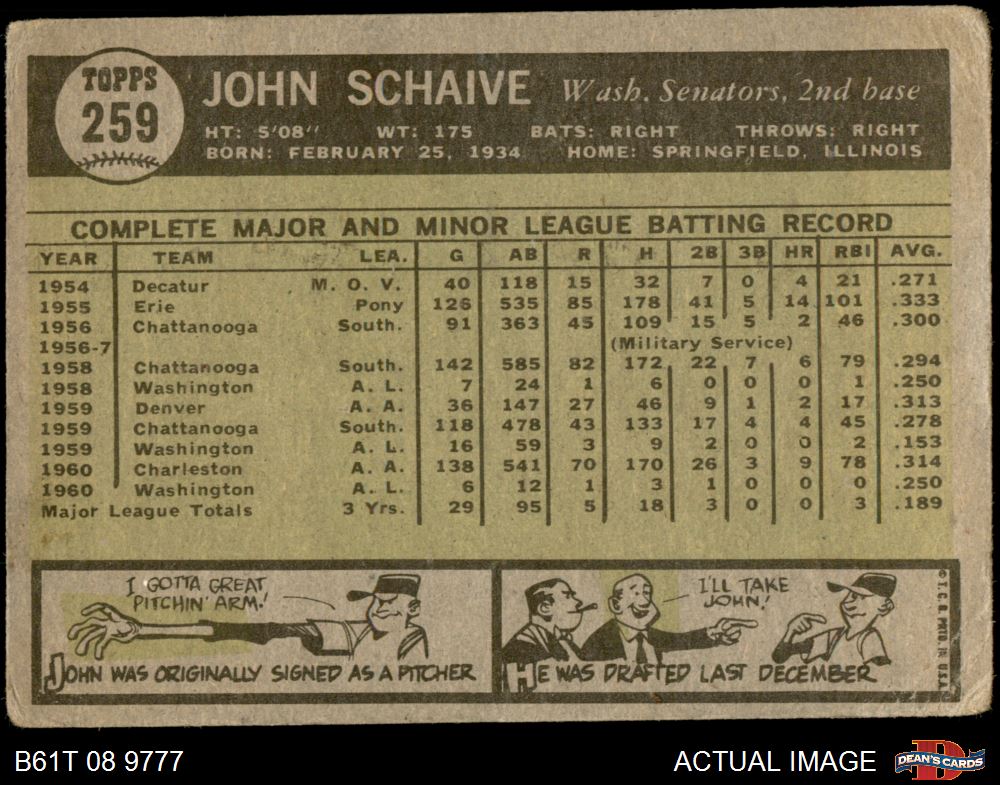 TOPPS
259
JOHN SCHAIVE Wash. Senators, 2nd base
HT: 5'08" WT: 175 BATS: RIGHT THROWS: RIGHT
BORN: FEBRUARY 25, 1934 HOME: SPRINGFIELD, ILLINOIS
COMPLETE MAJOR AND MINOR LEAGUE BATTING RECORD
YEAR TEAM LEA. G AB R H 2B 3B HR RBI AVG.
1954 Decatur M. O. V. 40 118 15 32 7 0 4 21 .271
1955 Erie Pony 126 535 85 178 41 5 14 101 .333
1956 Chattanooga South. 91 363 45 109 15 5 2 46 .300
1956-7 (Military Service)
1958 Chattanooga South. 142 585 82 172 22 7 6 79 .294
1958 Washington A. L. 7 24 1 6 0 0 0 1 .250
1959 Denver A. A. 36 147 27 46 9 1 2 17 .313
1959 Chattanooga South. 118 478 43 133 17 4 4 45 .278
1959 Washington A. L. 16 59 3 9 2 0 0 2 .153
1960 Charleston A. A. 138 541 70 170 26 3 9 78 .314
1960 Washington A. L. 6 12 1 3 1 0 0 0 .250
Major League Totals 3 Yrs. 29 95 5 18 3 0 0 3 .189
I GOTTA GREAT
PITCHIN' ARM!
JOHN WAS ORIGINALLY SIGNED AS A PITCHER
I'LL TAKE
JOHN!
HE WAS DRAFTED LAST DECEMBER
© T. C. G. PRTD. IN U.S.A.
B61T 08 9777
ACTUAL IMAGE
D
DEAN'S CARDS